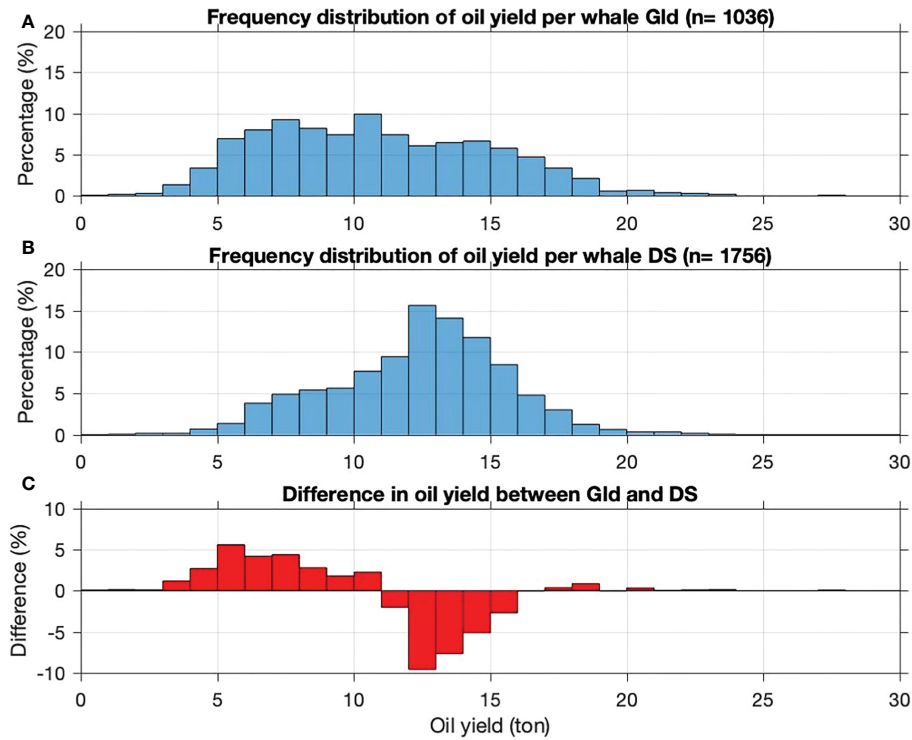 A
Frequency distribution of oil yield per whale Gld (n= 1036)
Percentage (%)
20
15
10
5
0
0 5 10 15 20 25 30
B
Frequency distribution of oil yield per whale DS (n= 1756)
Percentage (%)
20
15
10
5
0
0 5 10 15 20 25 30
C
Difference in oil yield between Gld and DS
Difference (%)
10
5
0
-5
-10
0 5 10 15 20 25 30
Oil yield (ton)